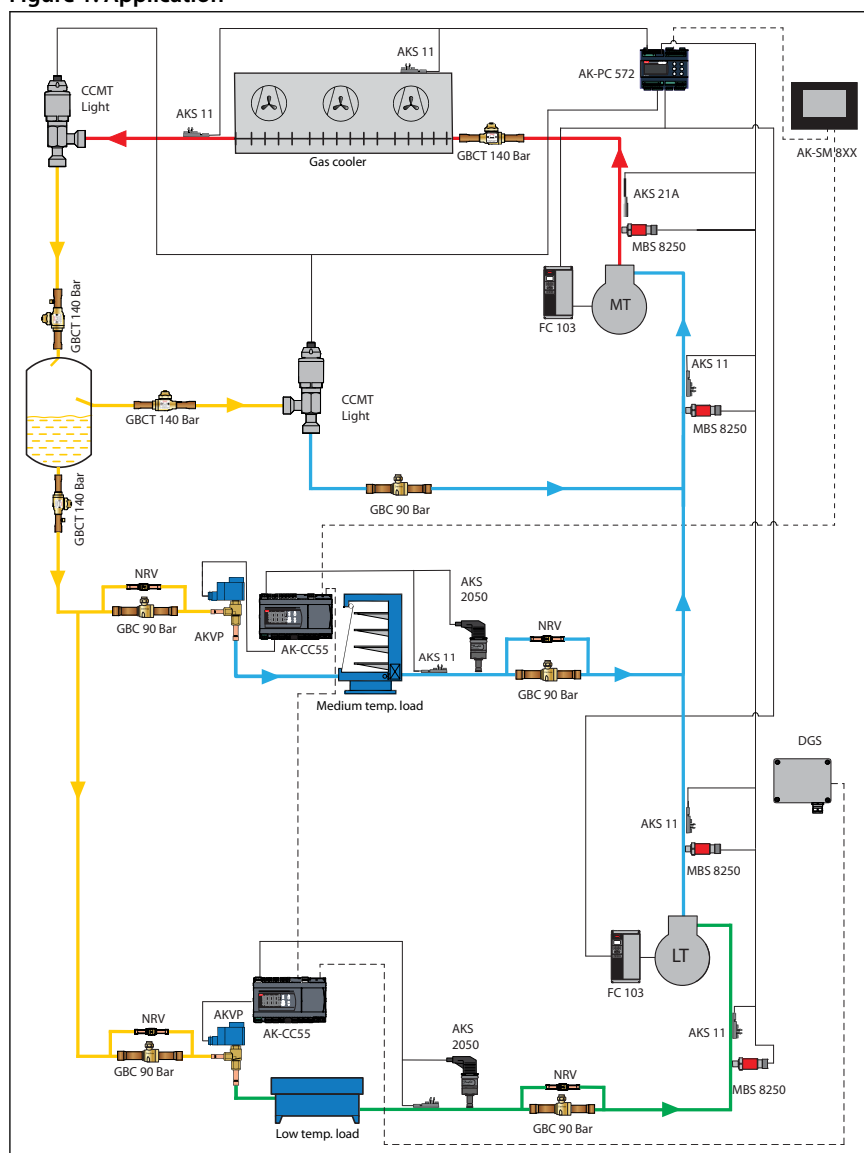 Figure 1: Application
CCMT
Light
AKS 11
AKS 11
AK-PC 572
AK-SM 8XX
GBCT 140 Bar
Gas cooler
AKS 21A
MBS 8250
FC 103
MT
GBCT 140 Bar
CCMT
Light
GBCT 140 Bar
AKS 11
MBS 8250
GBCT 140 Bar
GBC 90 Bar
NRV
GBC 90 Bar
AKVP
AK-CC55
AKS
2050
AKS 11
NRV
GBC 90 Bar
Medium temp. load
DGS
AKS 11
MBS 8250
LT
FC 103
NRV
GBC 90 Bar
AKVP
AK-CC55
AKS
2050
AKS 11
MBS 8250
NRV
GBC 90 Bar
Low temp. load